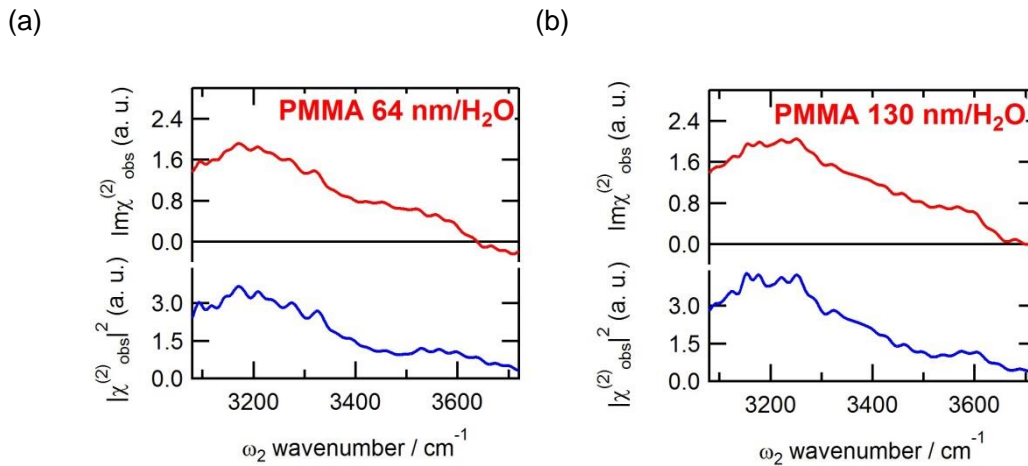 (a)
PMMA 64 nm/H₂O
2.4
1.6
0.8
0.0
Imχ⁽²⁾obs (a. u.)
3.0
1.5
0.0
|χ⁽²⁾obs|² (a. u.)
3200 3400 3600
ω₂ wavenumber / cm⁻¹
(b)
PMMA 130 nm/H₂O
2.4
1.6
0.8
0.0
Imχ⁽²⁾obs (a. u.)
3.0
1.5
0.0
|χ⁽²⁾obs|² (a. u.)
3200 3400 3600
ω₂ wavenumber / cm⁻¹